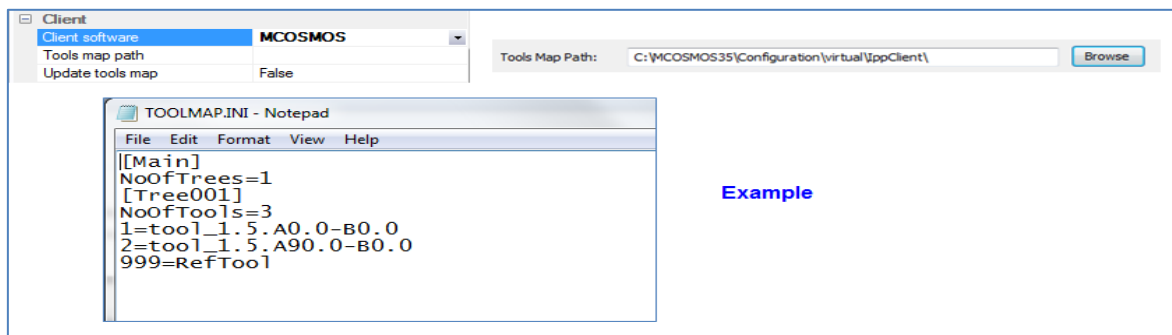 Client
Client software MCOSMOS
Tools map path
Update tools map False
Tools Map Path: C:\MCOSMOS35\Configuration\virtual\IppClient\ Browse
TOOLMAP.INI - Notepad
File Edit Format View Help
[Main]
NoOfTrees=1
[Tree001]
NoOfTools=3
1=tool_1.5.A0.0-B0.0
2=tool_1.5.A90.0-B0.0
999=RefTool
Example